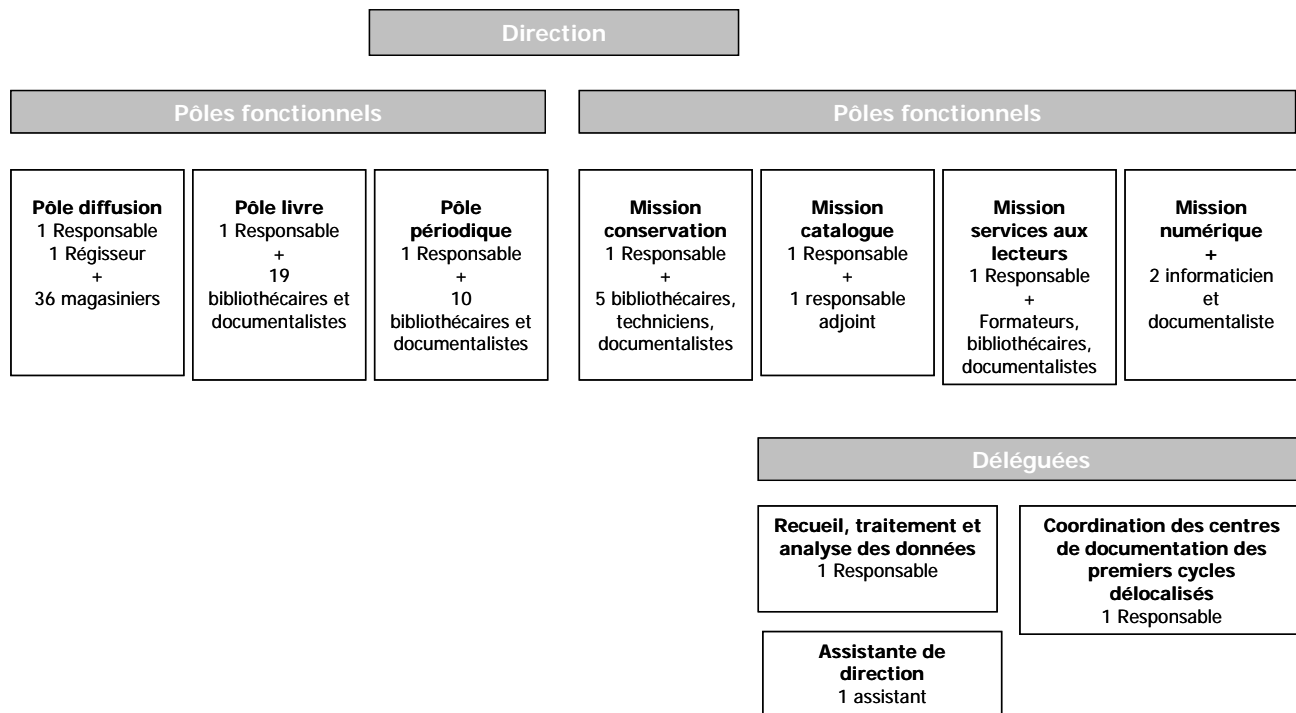 Direction
Pôles fonctionnels
Pôles fonctionnels
Pôle diffusion
1 Responsable
1 Régisseur
+
36 magasiniers
Pôle livre
1 Responsable
+
19
bibliothécaires et
documentalistes
Pôle
périodique
1 Responsable
+
10
bibliothécaires et
documentalistes
Mission
conservation
1 Responsable
+
5 bibliothécaires,
techniciens,
documentalistes
Mission
catalogue
1 Responsable
+
1 responsable
adjoint
Mission
services aux
lecteurs
1 Responsable
+
Formateurs,
bibliothécaires,
documentalistes
Mission
numérique
+
2 informaticien
et
documentaliste
Déléguées
Recueil, traitement et
analyse des données
1 Responsable
Coordination des centres
de documentation des
premiers cycles
délocalisés
1 Responsable
Assistante de
direction
1 assistant